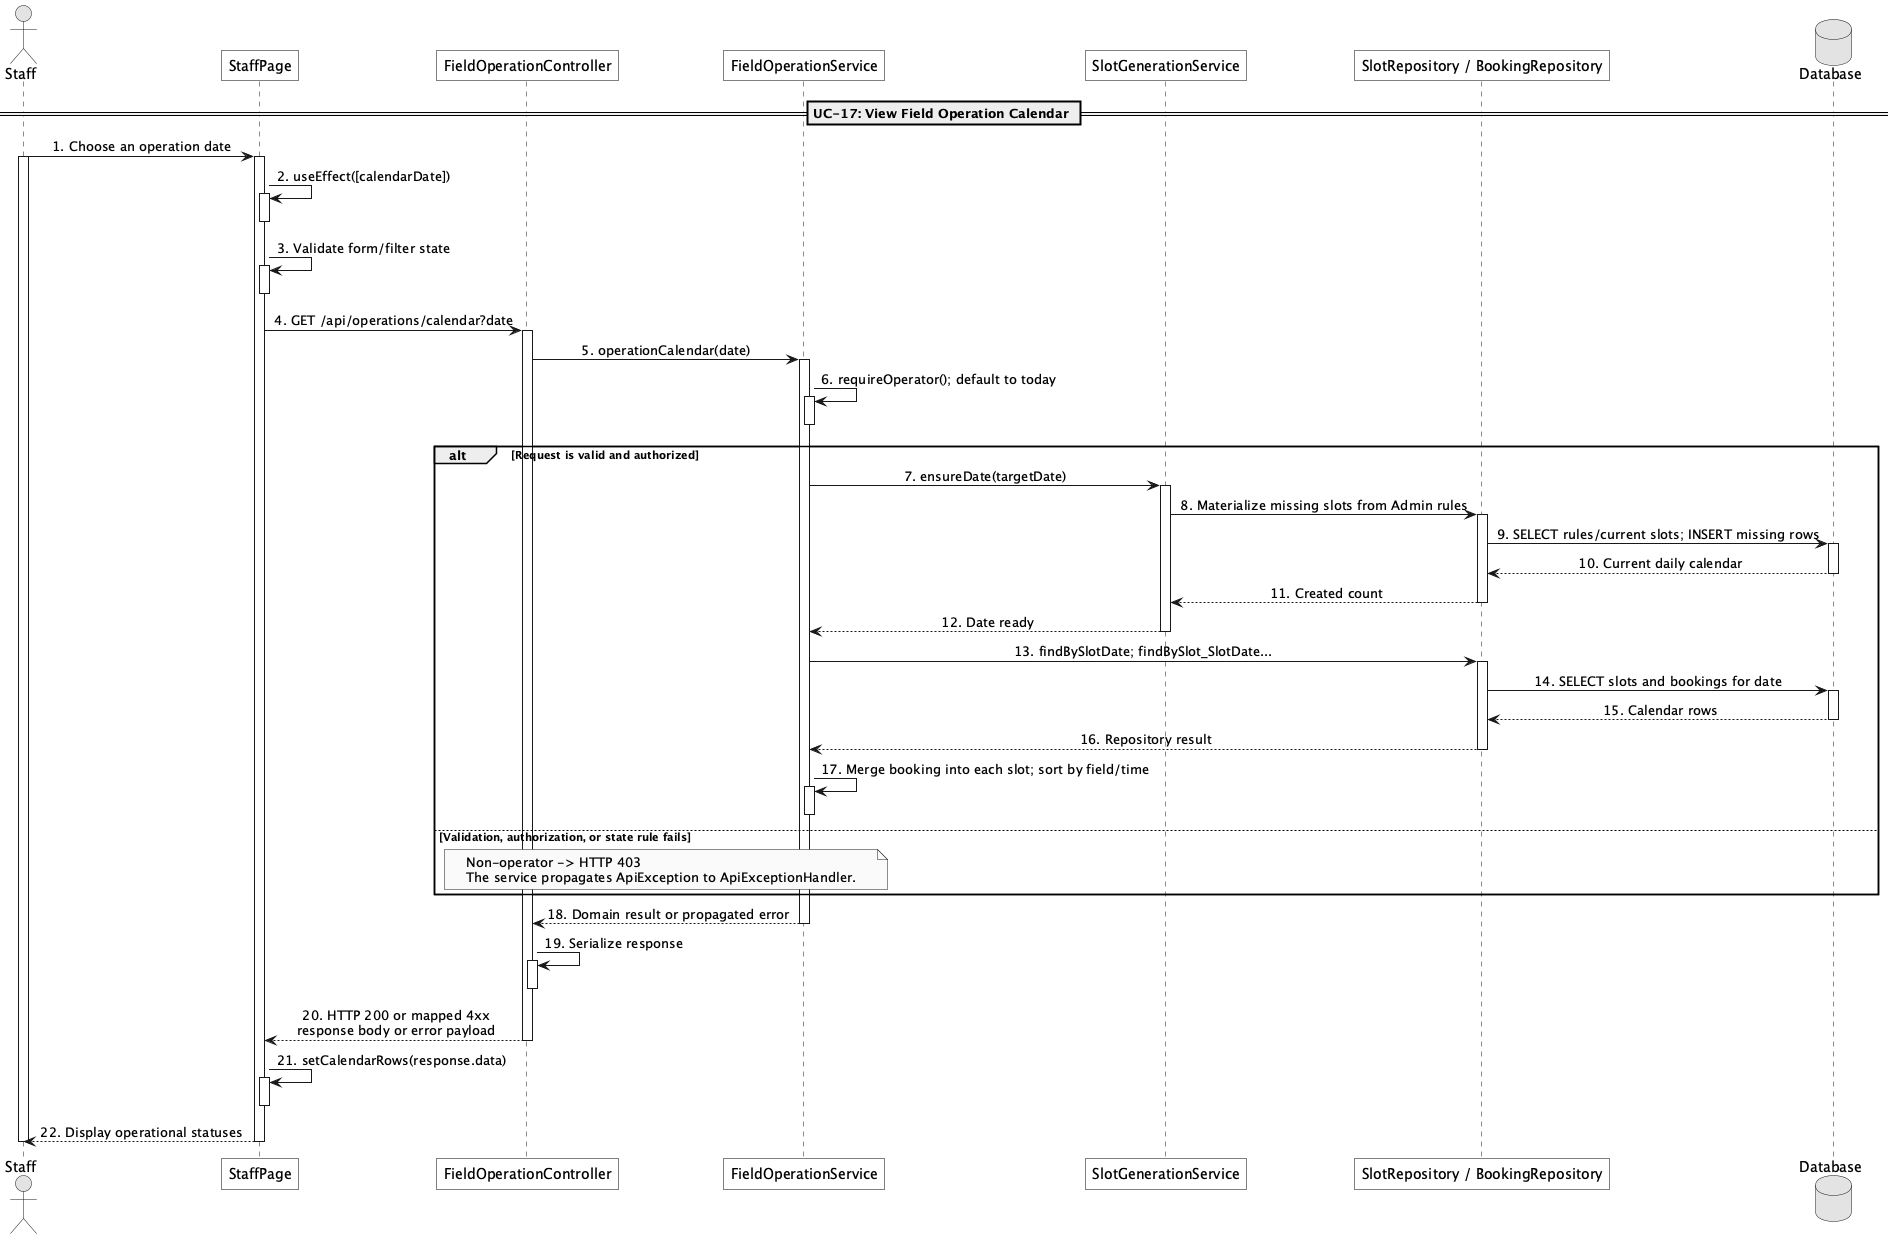 Staff
StaffPage
FieldOperationController
FieldOperationService
SlotGenerationService
SlotRepository / BookingRepository
Database
UC-17: View Field Operation Calendar
1. Choose an operation date
2. useEffect([calendarDate])
3. Validate form/filter state
4. GET /api/operations/calendar?date
5. operationCalendar(date)
6. requireOperator(); default to today
alt
[Request is valid and authorized]
7. ensureDate(targetDate)
8. Materialize missing slots from Admin rules
9. SELECT rules/current slots; INSERT missing rows
10. Current daily calendar
11. Created count
12. Date ready
13. findBySlotDate; findBySlot_SlotDate...
14. SELECT slots and bookings for date
15. Calendar rows
16. Repository result
17. Merge booking into each slot; sort by field/time
[Validation, authorization, or state rule fails]
Non-operator -> HTTP 403
The service propagates ApiException to ApiExceptionHandler.
18. Domain result or propagated error
19. Serialize response
20. HTTP 200 or mapped 4xx
response body or error payload
21. setCalendarRows(response.data)
22. Display operational statuses
Staff
StaffPage
FieldOperationController
FieldOperationService
SlotGenerationService
SlotRepository / BookingRepository
Database